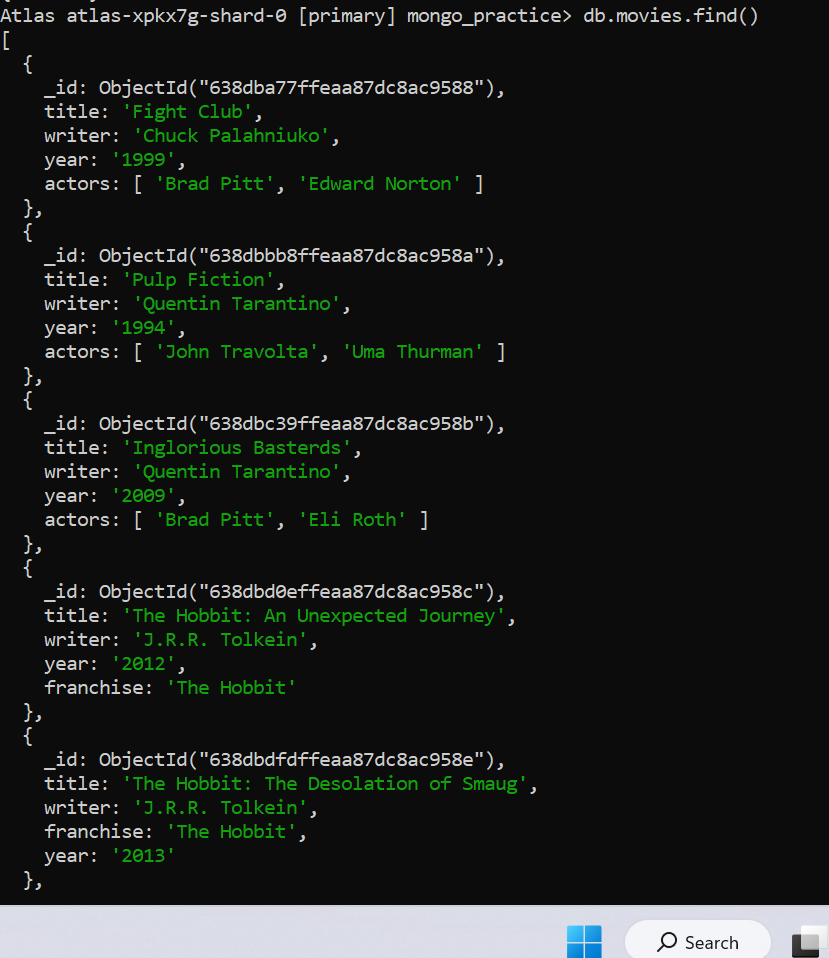 Atlas atlas-xpkx7g-shard-0 [primary] mongo_practice> db.movies.find()
[
  {
    _id: ObjectId("638dba77ffeaa87dc8ac9588"),
    title: 'Fight Club',
    writer: 'Chuck Palahniuko',
    year: '1999',
    actors: [ 'Brad Pitt', 'Edward Norton' ]
  },
  {
    _id: ObjectId("638dbbb8ffeaa87dc8ac958a"),
    title: 'Pulp Fiction',
    writer: 'Quentin Tarantino',
    year: '1994',
    actors: [ 'John Travolta', 'Uma Thurman' ]
  },
  {
    _id: ObjectId("638dbc39ffeaa87dc8ac958b"),
    title: 'Inglorious Basterds',
    writer: 'Quentin Tarantino',
    year: '2009',
    actors: [ 'Brad Pitt', 'Eli Roth' ]
  },
  {
    _id: ObjectId("638dbd0effeaa87dc8ac958c"),
    title: 'The Hobbit: An Unexpected Journey',
    writer: 'J.R.R. Tolkein',
    year: '2012',
    franchise: 'The Hobbit'
  },
  {
    _id: ObjectId("638dbdfdffeaa87dc8ac958e"),
    title: 'The Hobbit: The Desolation of Smaug',
    writer: 'J.R.R. Tolkein',
    franchise: 'The Hobbit',
    year: '2013'
  },
Search